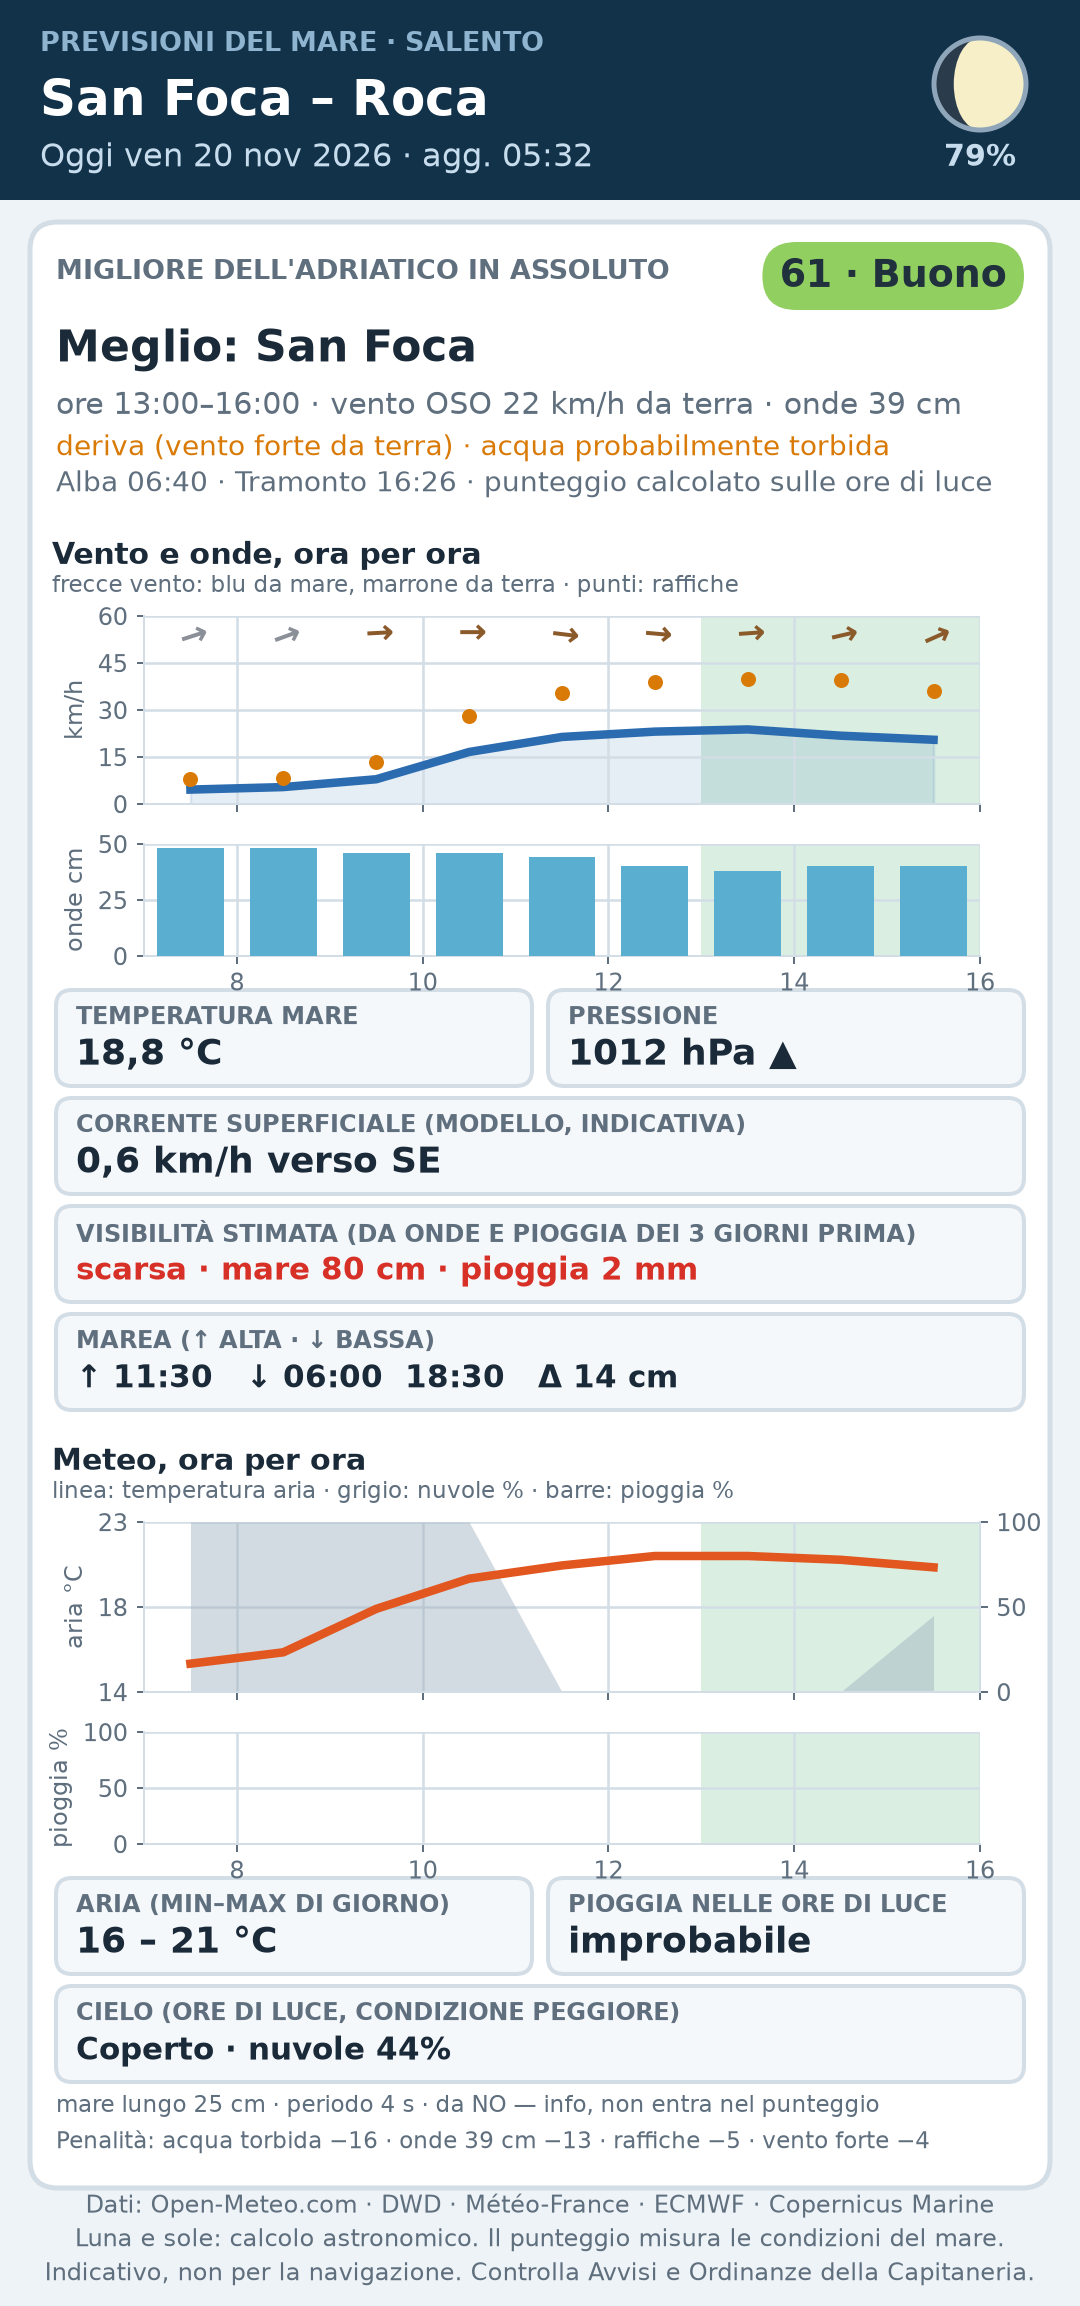 PREVISIONI DEL MARE · SALENTO
San Foca – Roca
Oggi ven 20 nov 2026 · agg. 05:32
79%
MIGLIORE DELL'ADRIATICO IN ASSOLUTO
61 · Buono
Meglio: San Foca
ore 13:00–16:00 · vento OSO 22 km/h da terra · onde 39 cm
deriva (vento forte da terra) · acqua probabilmente torbida
Alba 06:40 · Tramonto 16:26 · punteggio calcolato sulle ore di luce
Vento e onde, ora per ora
frecce vento: blu da mare, marrone da terra · punti: raffiche
60
45
30
15
0
km/h
50
25
0
onde cm
8 10 12 14 16
TEMPERATURA MARE
18,8 °C
PRESSIONE
1012 hPa ▲
CORRENTE SUPERFICIALE (MODELLO, INDICATIVA)
0,6 km/h verso SE
VISIBILITÀ STIMATA (DA ONDE E PIOGGIA DEI 3 GIORNI PRIMA)
scarsa · mare 80 cm · pioggia 2 mm
MAREA (↑ ALTA · ↓ BASSA)
↑ 11:30 ↓ 06:00 18:30 Δ 14 cm
Meteo, ora per ora
linea: temperatura aria · grigio: nuvole % · barre: pioggia %
23
18
14
aria °C
100
50
0
100
50
0
pioggia %
8 10 12 14 16
ARIA (MIN–MAX DI GIORNO)
16 – 21 °C
PIOGGIA NELLE ORE DI LUCE
improbabile
CIELO (ORE DI LUCE, CONDIZIONE PEGGIORE)
Coperto · nuvole 44%
mare lungo 25 cm · periodo 4 s · da NO — info, non entra nel punteggio
Penalità: acqua torbida −16 · onde 39 cm −13 · raffiche −5 · vento forte −4
Dati: Open-Meteo.com · DWD · Météo-France · ECMWF · Copernicus Marine
Luna e sole: calcolo astronomico. Il punteggio misura le condizioni del mare.
Indicativo, non per la navigazione. Controlla Avvisi e Ordinanze della Capitaneria.